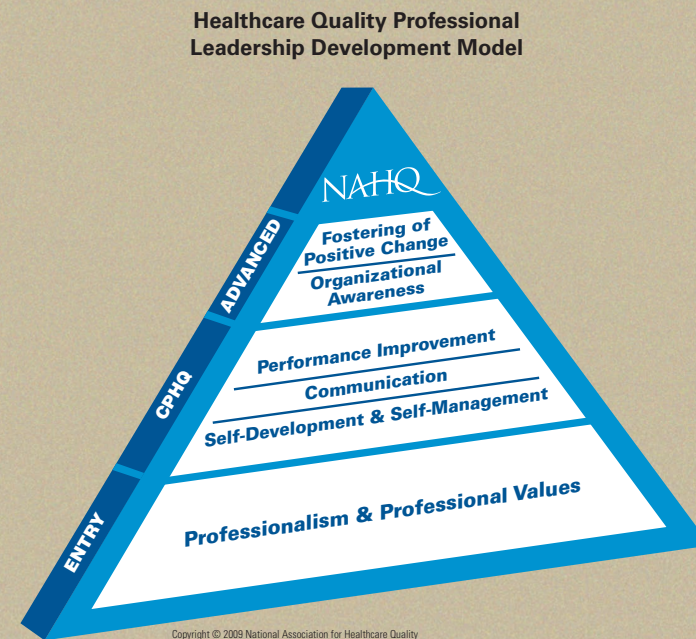 Healthcare Quality Professional
Leadership Development Model
NAHQ
ADVANCED
Fostering of
Positive Change
Organizational
Awareness
CPHQ
Performance Improvement
Communication
Self-Development & Self-Management
ENTRY
Professionalism & Professional Values
Copyright © 2009 National Association for Healthcare Quality